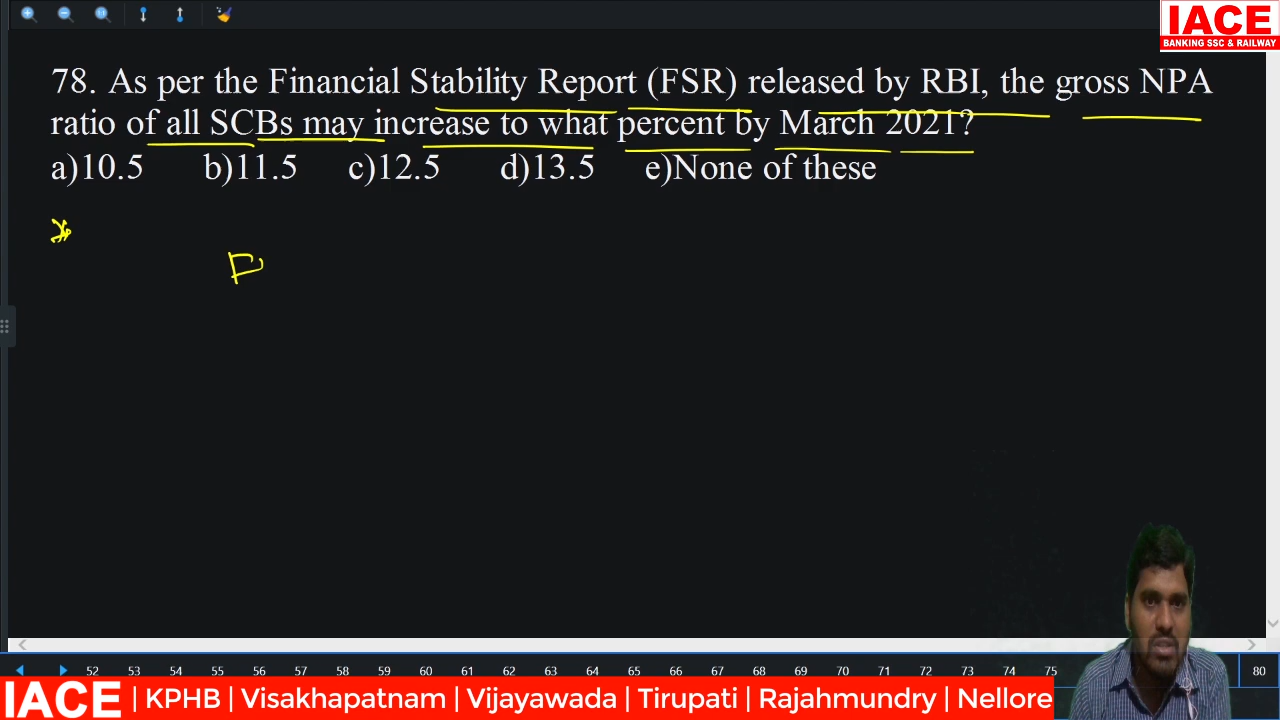 IACE
BANKING SSC & RAILWAY
78. As per the Financial Stability Report (FSR) released by RBI, the gross NPA
ratio of all SCBs may increase to what percent by March 2021?
a)10.5 b)11.5 c)12.5 d)13.5 e)None of these
52 53 54 55 56 57 58 59 60 61 62 63 64 65 66 67 68 69 70 71 72 73 74 75 80
IACE | KPHB | Visakhapatnam | Vijayawada | Tirupati | Rajahmundry | Nellore